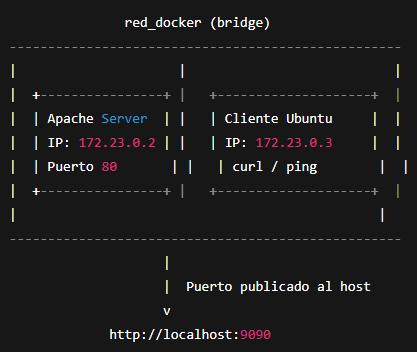 red_docker (bridge)
Apache Server
Cliente Ubuntu
IP: 172.23.0.2
IP: 172.23.0.3
Puerto 80
curl / ping
Puerto publicado al host
v
http://localhost:9090